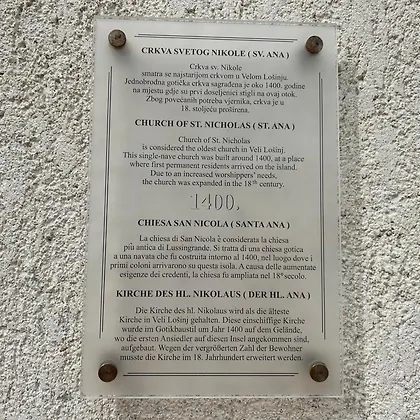 CRKVA SVETOG NIKOLE ( SV. ANA )
Crkva sv. Nikole
smatra se najstarijom crkvom u Velom Lošinju.
Jednobrodna gotička crkva sagrađena je oko 1400. godine
na mjestu gdje su prvi doseljenici stigli na ovaj otok.
Zbog povećanih potreba vjernika, crkva je u
18. stoljeću proširena.
CHURCH OF ST. NICHOLAS ( ST. ANA )
Church of St. Nicholas
is considered the oldest church in Veli Lošinj.
This single-nave church was built around 1400, at a place
where first permanent residents arrived on the island.
Due to an increased worshippers' needs,
the church was expanded in the 18th century.
1400.
CHIESA SAN NICOLA ( SANTA ANA )
La chiesa di San Nicola è considerata la chiesa
più antica di Lussingrande. Si tratta di una chiesa gotica
a una navata che fu costruita intorno al 1400, nel luogo dove i
primi coloni arrivarono su questa isola. A causa delle aumentate
esigenze dei credenti, la chiesa fu ampliata nel 18° secolo.
KIRCHE DES HL. NIKOLAUS ( DER HL. ANA )
Die Kirche des hl. Nikolaus wird als die älteste
Kirche in Veli Lošinj gehalten. Diese einschiffige Kirche
wurde im Gotikbaustil um Jahr 1400 auf dem Gelände,
wo die ersten Ansiedler auf diesen Insel angekommen sind,
aufgebaut. Wegen der vergrößerten Zahl der Bewohner
musste die Kirche im 18. Jahrhundert erweitert werden.